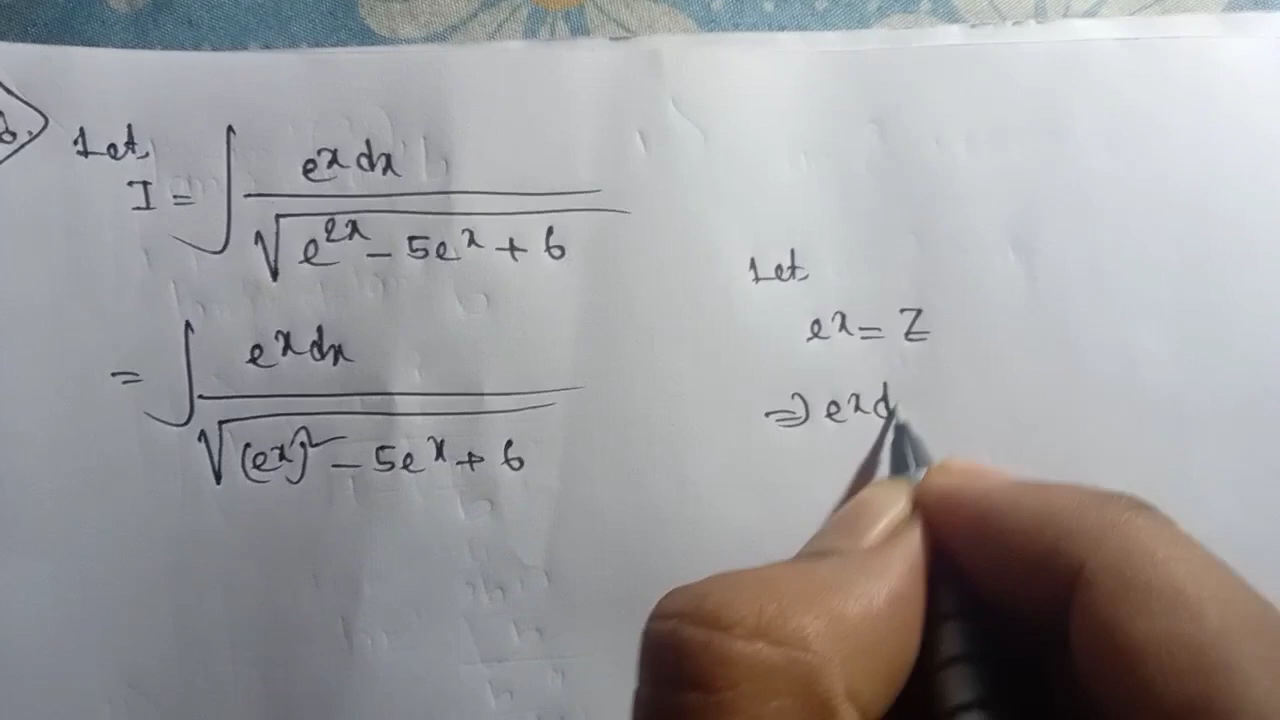 Let,
I = ∫ e^x dx / √(e^{2x} - 5e^x + 6)
= ∫ e^x dx / √((e^x)^2 - 5e^x + 6)
Let,
e^x = Z
⇒ e^x d